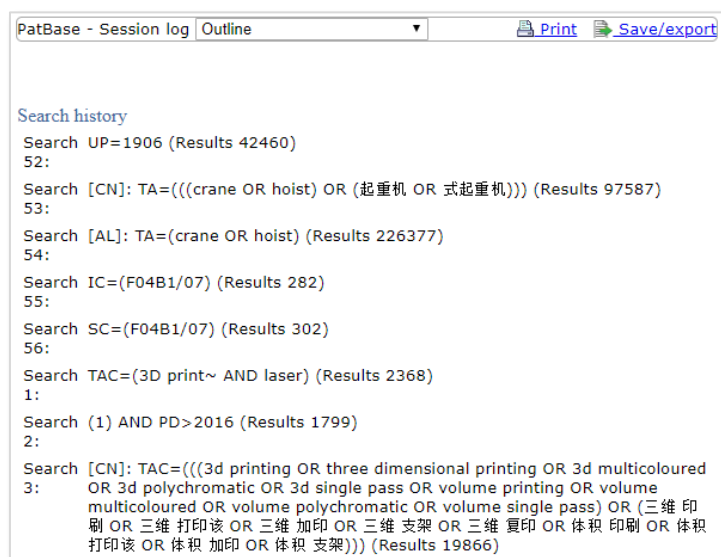 PatBase - Session log Outline Print Save/export
Search history
Search UP=1906 (Results 42460)
52:
Search [CN]: TA=(((crane OR hoist) OR (起重机 OR 式起重机))) (Results 97587)
53:
Search [AL]: TA=(crane OR hoist) (Results 226377)
54:
Search IC=(F04B1/07) (Results 282)
55:
Search SC=(F04B1/07) (Results 302)
56:
Search TAC=(3D print~ AND laser) (Results 2368)
1:
Search (1) AND PD>2016 (Results 1799)
2:
Search [CN]: TAC=(((3d printing OR three dimensional printing OR 3d multicoloured
3: OR 3d polychromatic OR 3d single pass OR volume printing OR volume
multicoloured OR volume polychromatic OR volume single pass) OR (三维 印
刷 OR 三维 打印该 OR 三维 加印 OR 三维 支架 OR 三维 复印 OR 体积 印刷 OR 体积
打印该 OR 体积 加印 OR 体积 支架))) (Results 19866)